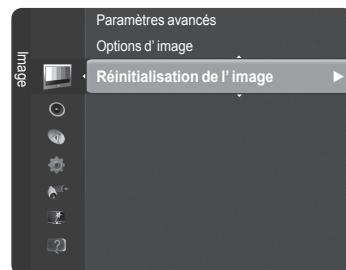 Image
Paramètres avancés
Options d' image
Réinitialisation de l' image